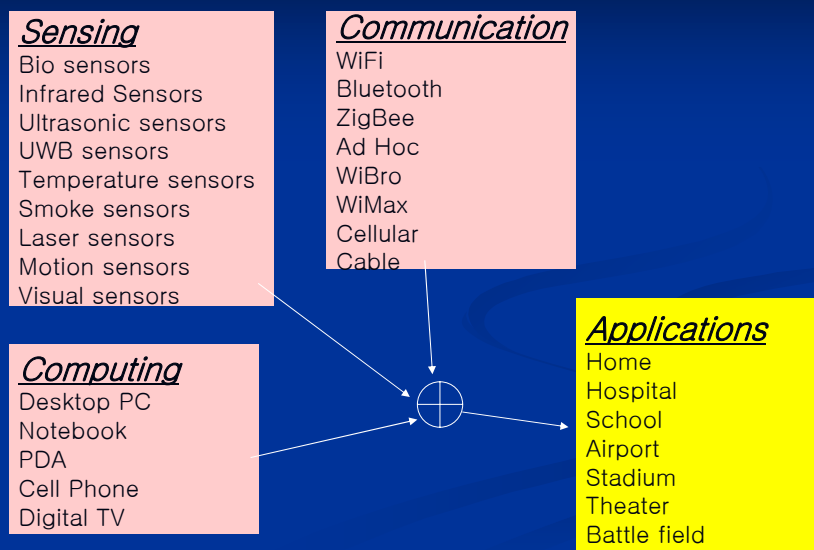 Sensing
Bio sensors
Infrared Sensors
Ultrasonic sensors
UWB sensors
Temperature sensors
Smoke sensors
Laser sensors
Motion sensors
Visual sensors
Communication
WiFi
Bluetooth
ZigBee
Ad Hoc
WiBro
WiMax
Cellular
Cable
Computing
Desktop PC
Notebook
PDA
Cell Phone
Digital TV
Applications
Home
Hospital
School
Airport
Stadium
Theater
Battle field